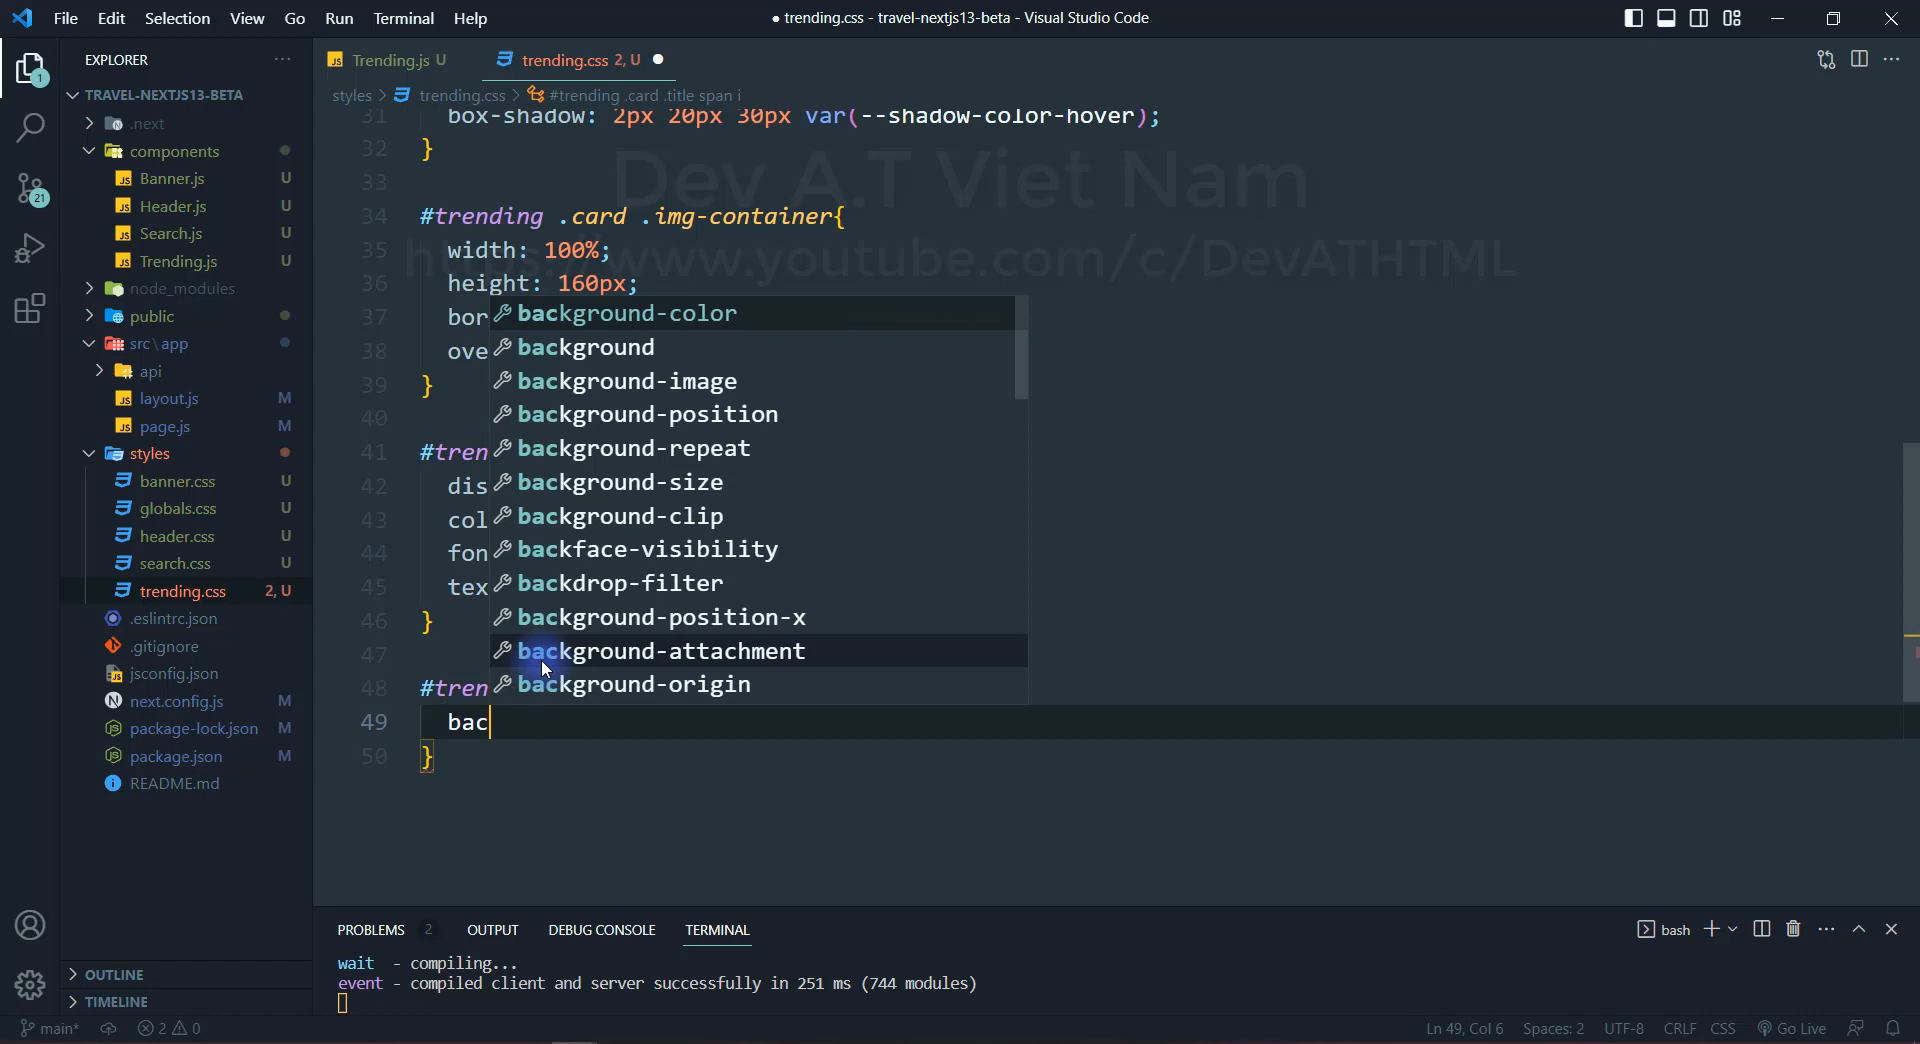 File Edit Selection View Go Run Terminal Help
● trending.css - travel-nextjs13-beta - Visual Studio Code
EXPLORER
TRAVEL-NEXTJS13-BETA
.next
components
Banner.js U
Header.js U
Search.js U
Trending.js U
node_modules
public
src\app
api
layout.js M
page.js M
styles
banner.css U
globals.css U
header.css U
search.css U
trending.css 2, U
.eslintrc.json
.gitignore
jsconfig.json
next.config.js M
package-lock.json M
package.json M
README.md
OUTLINE
TIMELINE
1
21
Trending.js U
trending.css 2, U
styles > trending.css > #trending .card .title span i
31 box-shadow: 2px 20px 30px var(--shadow-color-hover);
32 }
33
34 #trending .card .img-container{
35 width: 100%;
36 height: 160px;
37 bor
38 ove
39 }
40
41 #tren
42 dis
43 col
44 fon
45 tex
46 }
47
48 #tren
49 bac
50 }
background-color
background
background-image
background-position
background-repeat
background-size
background-clip
backface-visibility
backdrop-filter
background-position-x
background-attachment
background-origin
Dev A.T Viet Nam
https://www.youtube.com/c/DevATHTML
PROBLEMS 2 OUTPUT DEBUG CONSOLE TERMINAL
bash
wait - compiling...
event - compiled client and server successfully in 251 ms (744 modules)
main* 2 0
Ln 49, Col 6 Spaces: 2 UTF-8 CRLF CSS Go Live